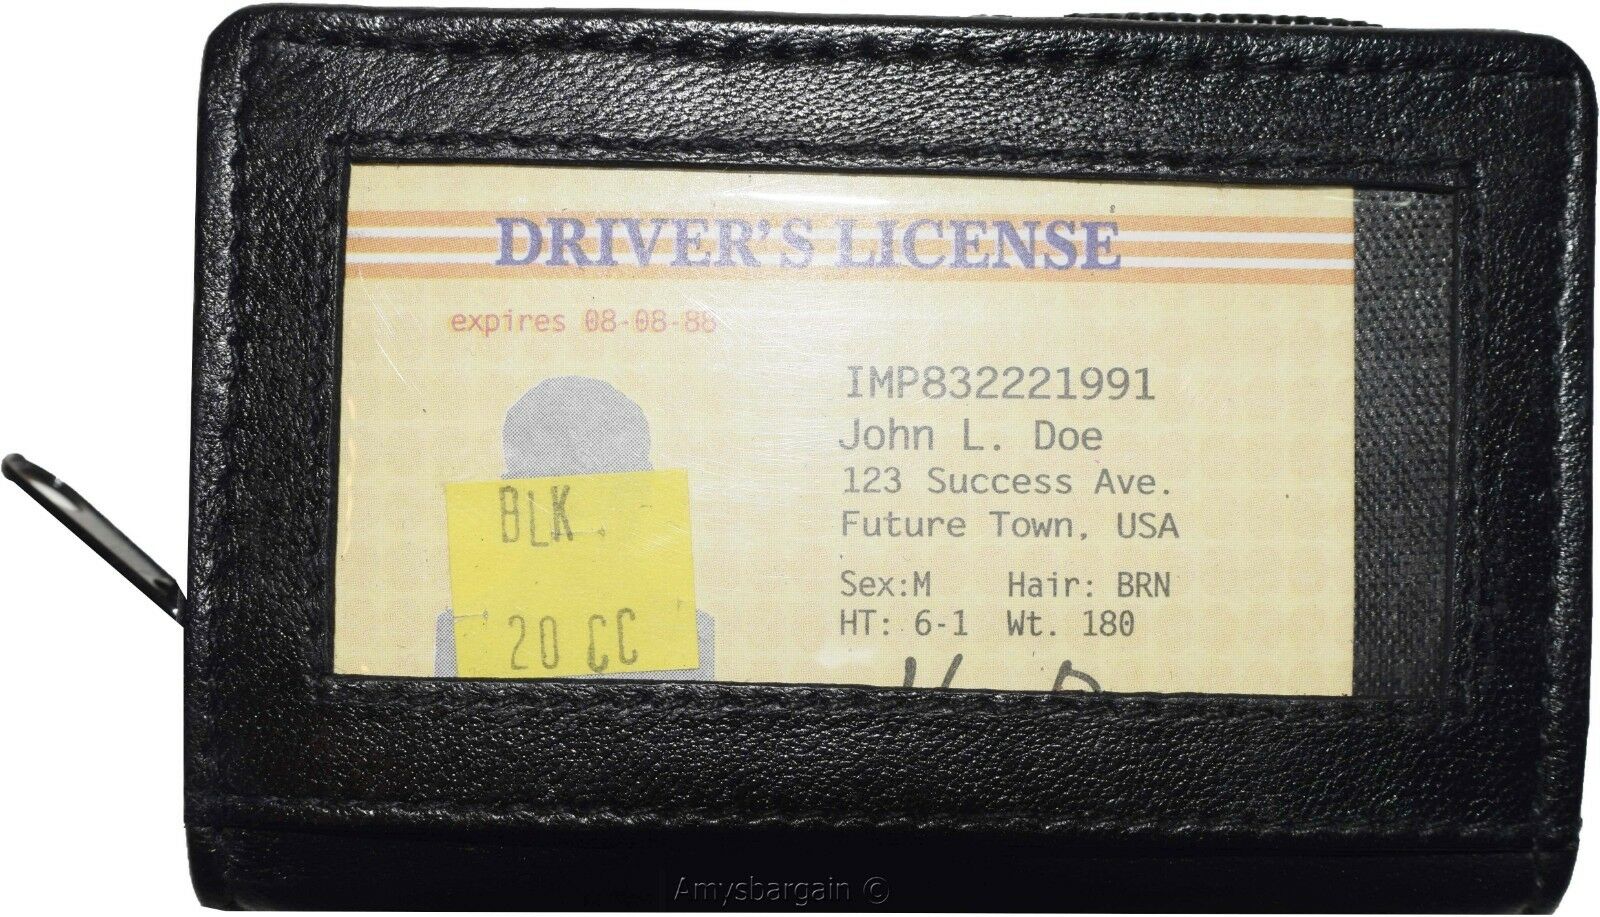 DRIVER'S LICENSE
expires 08-08-88
IMP832221991
John L. Doe
123 Success Ave.
Future Town, USA
Sex:M Hair: BRN
HT: 6-1 Wt. 180
BLK.
20 CC
Amysbargain ©